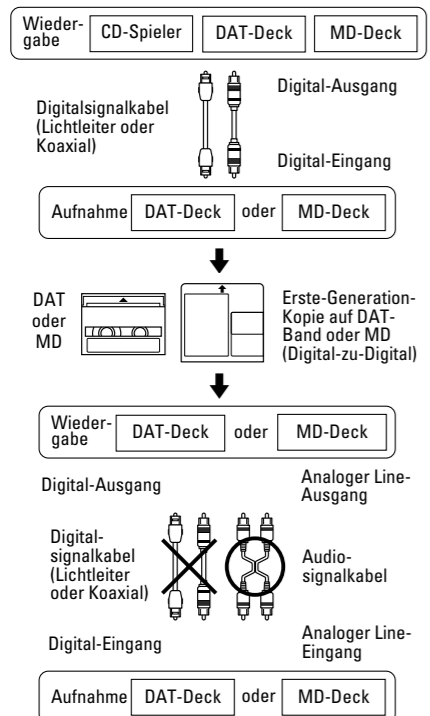 Wieder-
gabe
CD-Spieler
DAT-Deck
MD-Deck
Digitalsignalkabel
(Lichtleiter oder
Koaxial)
Digital-Ausgang
Digital-Eingang
Aufnahme
DAT-Deck
oder
MD-Deck
DAT
oder
MD
Erste-Generation-
Kopie auf DAT-
Band oder MD
(Digital-zu-Digital)
Wieder-
gabe
DAT-Deck
oder
MD-Deck
Digital-Ausgang
Analoger Line-
Ausgang
Digital-
signalkabel
(Lichtleiter
oder Koaxial)
Audio-
signalkabel
Digital-Eingang
Analoger Line-
Eingang
Aufnahme
DAT-Deck
oder
MD-Deck